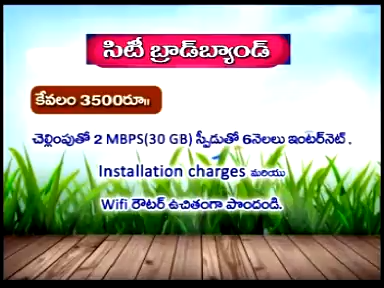 సిటీ బ్రాడ్‌బ్యాండ్
కేవలం 3500రూ॥
చెల్లింపుతో 2 MBPS(30 GB) స్పీడుతో 6నెలలు ఇంటర్‌నెట్ .
Installation charges మరియు
Wifi రౌటర్ ఉచితంగా పొందండి.